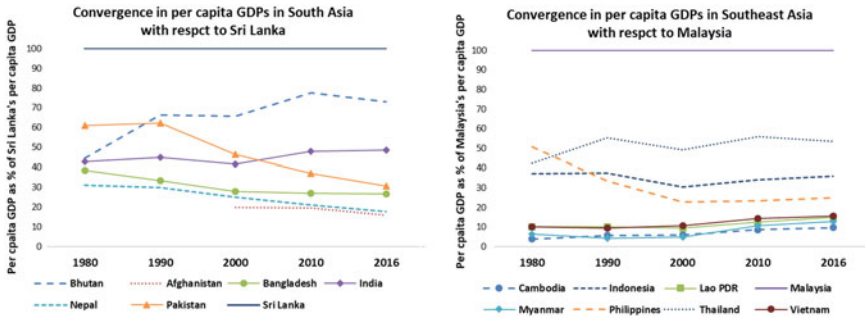 Convergence in per capita GDPs in South Asia
with respct to Sri Lanka
Per cpaita GDP as % of Sri Lanka's per capita GDP
100
90
80
70
60
50
40
30
20
10
0
1980 1990 2000 2010 2016
Bhutan Afghanistan Bangladesh India
Nepal Pakistan Sri Lanka
Convergence in per capita GDPs in Southeast Asia
with respct to Malaysia
Per cpaita GDP as % of Malaysia's per capita GDP
100
90
80
70
60
50
40
30
20
10
0
1980 1990 2000 2010 2016
Cambodia Indonesia Lao PDR Malaysia
Myanmar Philippines Thailand Vietnam